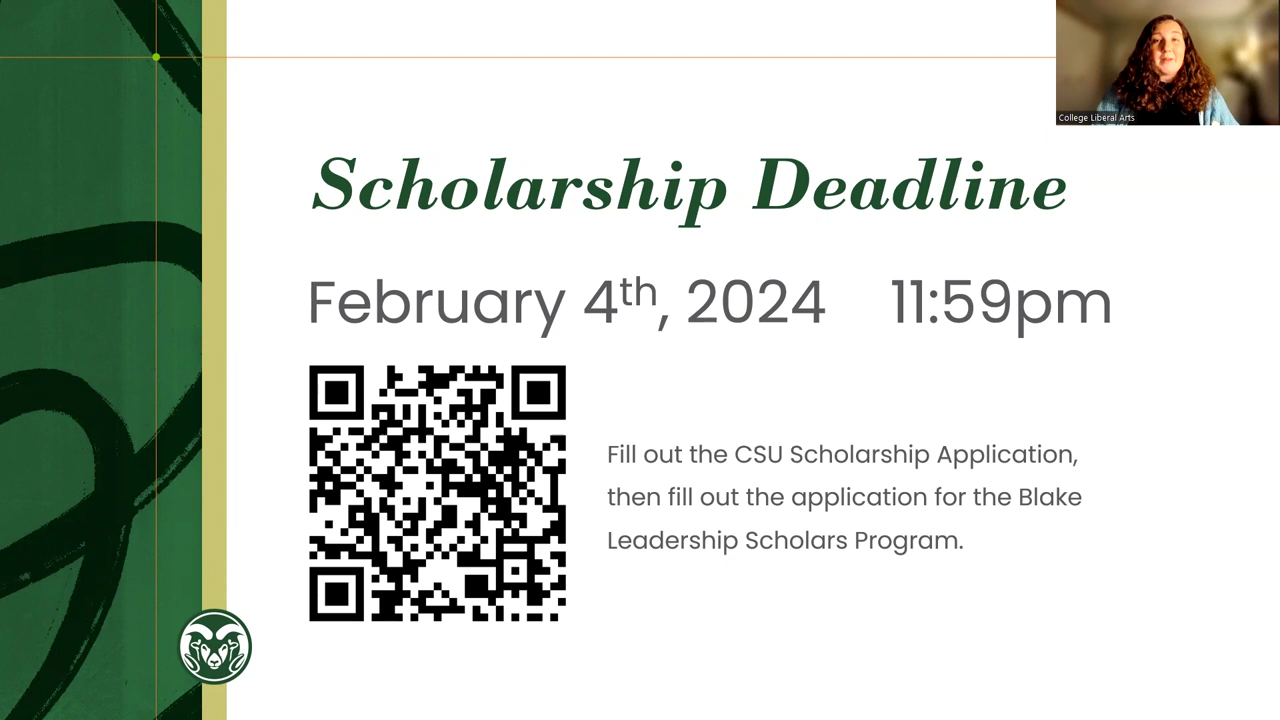 College Liberal Arts
Scholarship Deadline
February 4th, 2024 11:59pm
Fill out the CSU Scholarship Application,
then fill out the application for the Blake
Leadership Scholars Program.